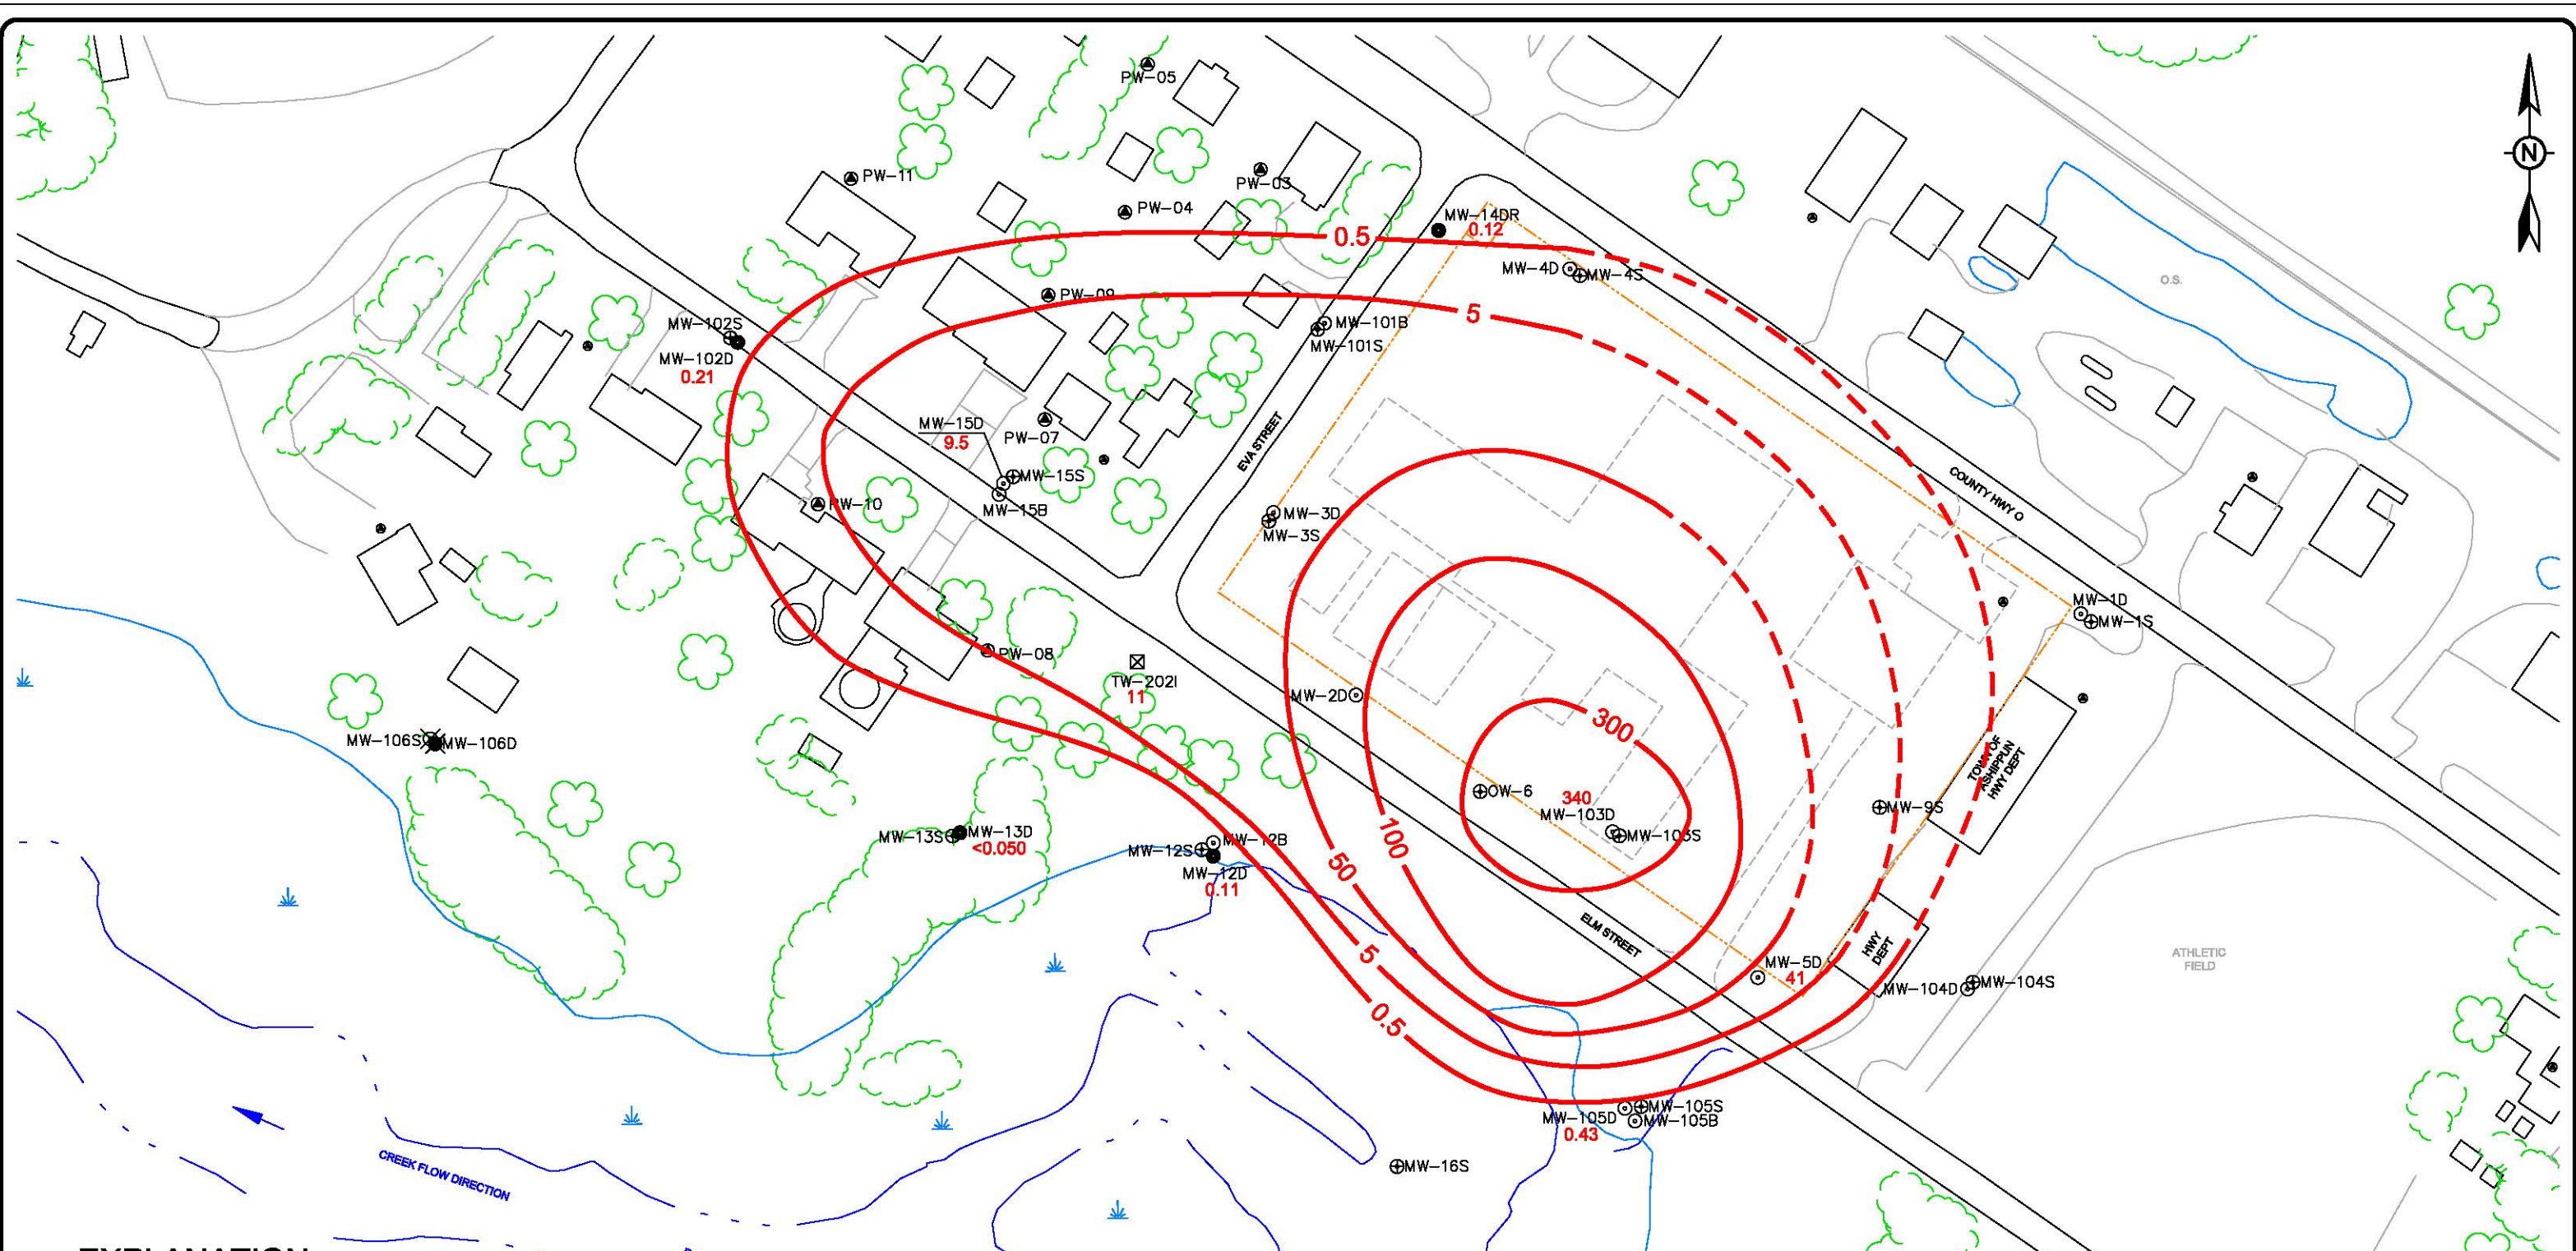 PW-05
N
PW-11
PW-03
PW-04
MW-14DR
0.12
0.5
MW-4D
MW-4S
O.S.
PW-09
5
MW-102S
MW-101B
MW-101S
MW-102D
0.21
MW-15D
9.5
PW-07
EVA STREET
MW-15S
MW-15B
PW-10
COUNTY HWY O
MW-3D
MW-3S
MW-1D
MW-1S
PW-08
TW-202I
11
MW-2D
300
MW-106S
MW-106D
TOWN OF
ASHIPPUN
HWY DEPT
OW-6
340
MW-103D
MW-103S
MW-9S
MW-13S
MW-13D
<0.050
MW-12B
MW-12S
MW-12D
0.11
100
50
ELM STREET
HWY
DEPT
5
ATHLETIC
FIELD
MW-5D
41
MW-104D
MW-104S
0.5
MW-105D
MW-105S
MW-105B
0.43
MW-16S
CREEK FLOW DIRECTION
EXPLANATION